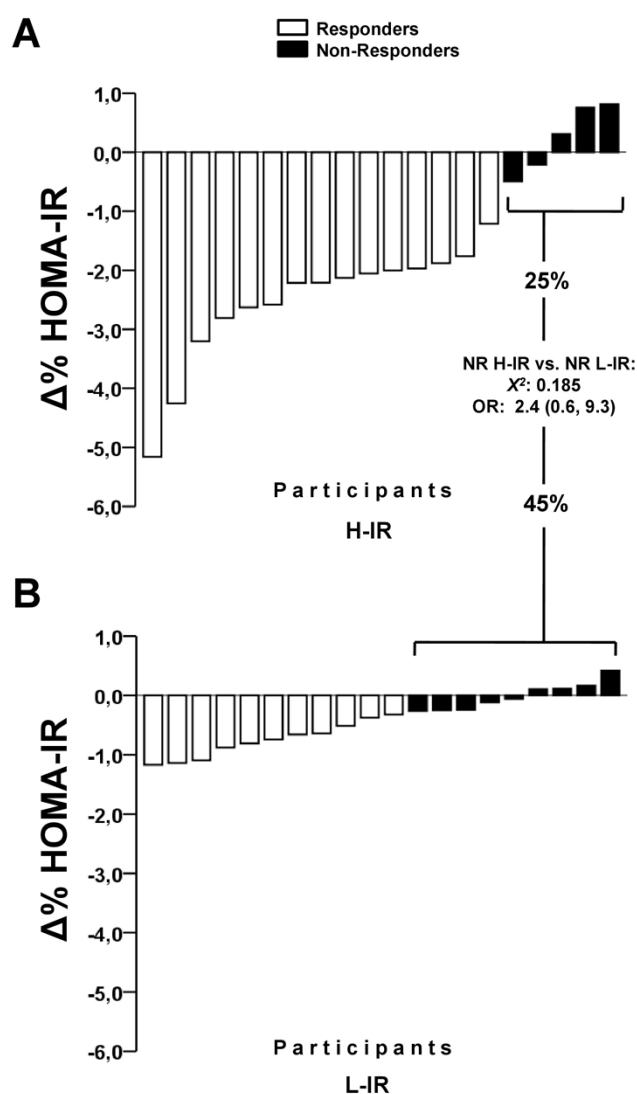 A
Responders
Non-Responders
1,0
0,0
-1,0
-2,0
-3,0
-4,0
-5,0
-6,0
Δ% HOMA-IR
25%
NR H-IR vs. NR L-IR:
X²: 0.185
OR: 2.4 (0.6, 9.3)
45%
Participants
H-IR
B
1,0
0,0
-1,0
-2,0
-3,0
-4,0
-5,0
-6,0
Δ% HOMA-IR
Participants
L-IR